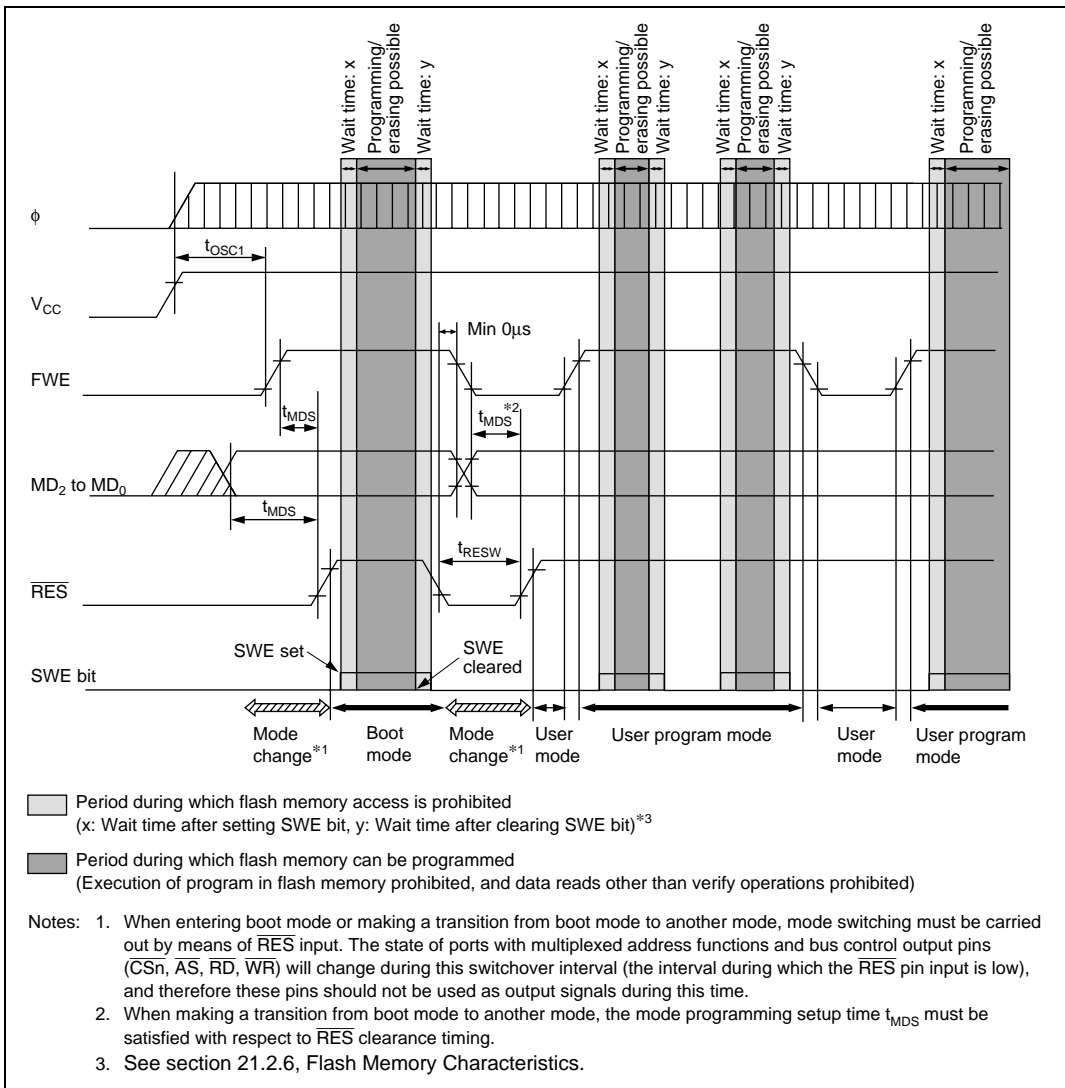 Wait time: x
Programming/
erasing possible
Wait time: y
Wait time: x
Programming/
erasing possible
Wait time: y
Wait time: x
Programming/
erasing possible
Wait time: y
Wait time: x
Programming/
erasing possible
ϕ
tOSC1
VCC
Min 0μs
FWE
tMDS
tMDS*2
MD2 to MD0
tMDS
tRESW
RES
SWE set
SWE
cleared
SWE bit
Mode
change*1
Boot
mode
Mode
change*1
User
mode
User program mode
User
mode
User program
mode
Period during which flash memory access is prohibited
(x: Wait time after setting SWE bit, y: Wait time after clearing SWE bit)*3
Period during which flash memory can be programmed
(Execution of program in flash memory prohibited, and data reads other than verify operations prohibited)
Notes: 1. When entering boot mode or making a transition from boot mode to another mode, mode switching must be carried
out by means of RES input. The state of ports with multiplexed address functions and bus control output pins
(CSn, AS, RD, WR) will change during this switchover interval (the interval during which the RES pin input is low),
and therefore these pins should not be used as output signals during this time.
2. When making a transition from boot mode to another mode, the mode programming setup time tMDS must be
satisfied with respect to RES clearance timing.
3. See section 21.2.6, Flash Memory Characteristics.